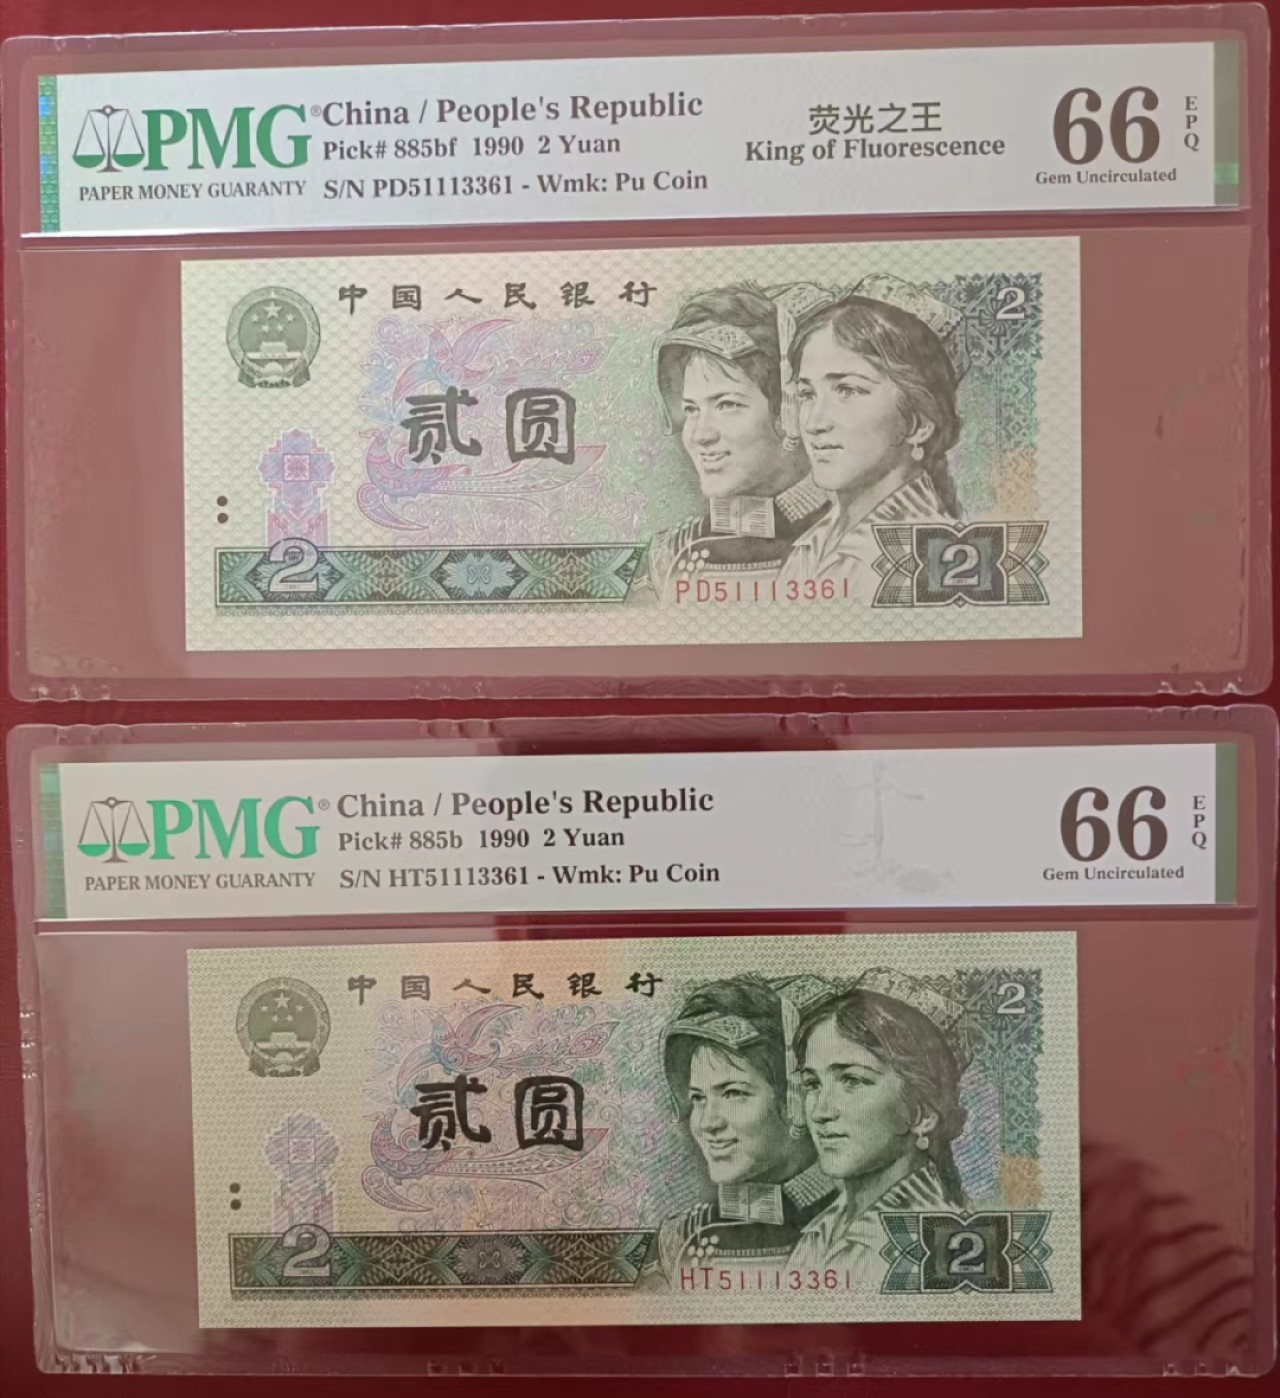 PMG®
PAPER MONEY GUARANTY
China / People's Republic
Pick# 885bf 1990 2 Yuan
S/N PD51113361 - Wmk: Pu Coin
荧光之王
King of Fluorescence
66 EPQ
Gem Uncirculated
中国人民银行
2
贰圆
2
PD51113361
2
PMG®
PAPER MONEY GUARANTY
China / People's Republic
Pick# 885b 1990 2 Yuan
S/N HT51113361 - Wmk: Pu Coin
66 EPQ
Gem Uncirculated
中国人民银行
2
贰圆
2
HT51113361
2